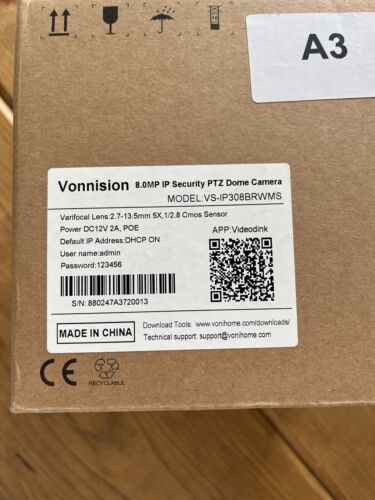 A3
Vonnision 8.0MP IP Security PTZ Dome Camera
MODEL:VS-IP308BRWMS
Varifocal Lens:2.7-13.5mm 5X,1/2.8 Cmos Sensor
Power DC12V 2A, POE
Default IP Address:DHCP ON
User name:admin
Password:123456
APP:Videodink
S/N: 880247A3720013
MADE IN CHINA
Download Tools: www.vonihome.com/downloads/
Technical support: support@vonihome.com
CE
RECYCLABLE